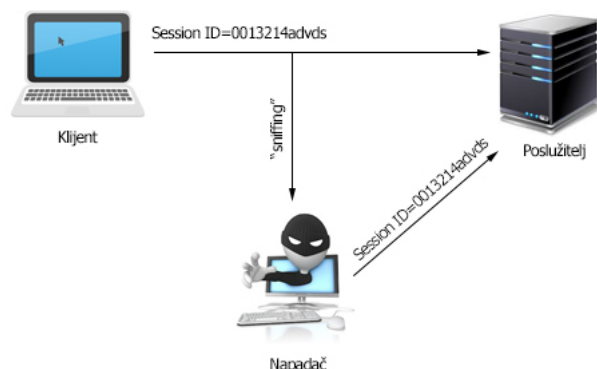 Session ID=0013214advds
Klijent
"sniffing"
Poslužitelj
Session ID=0013214advds
Napadač